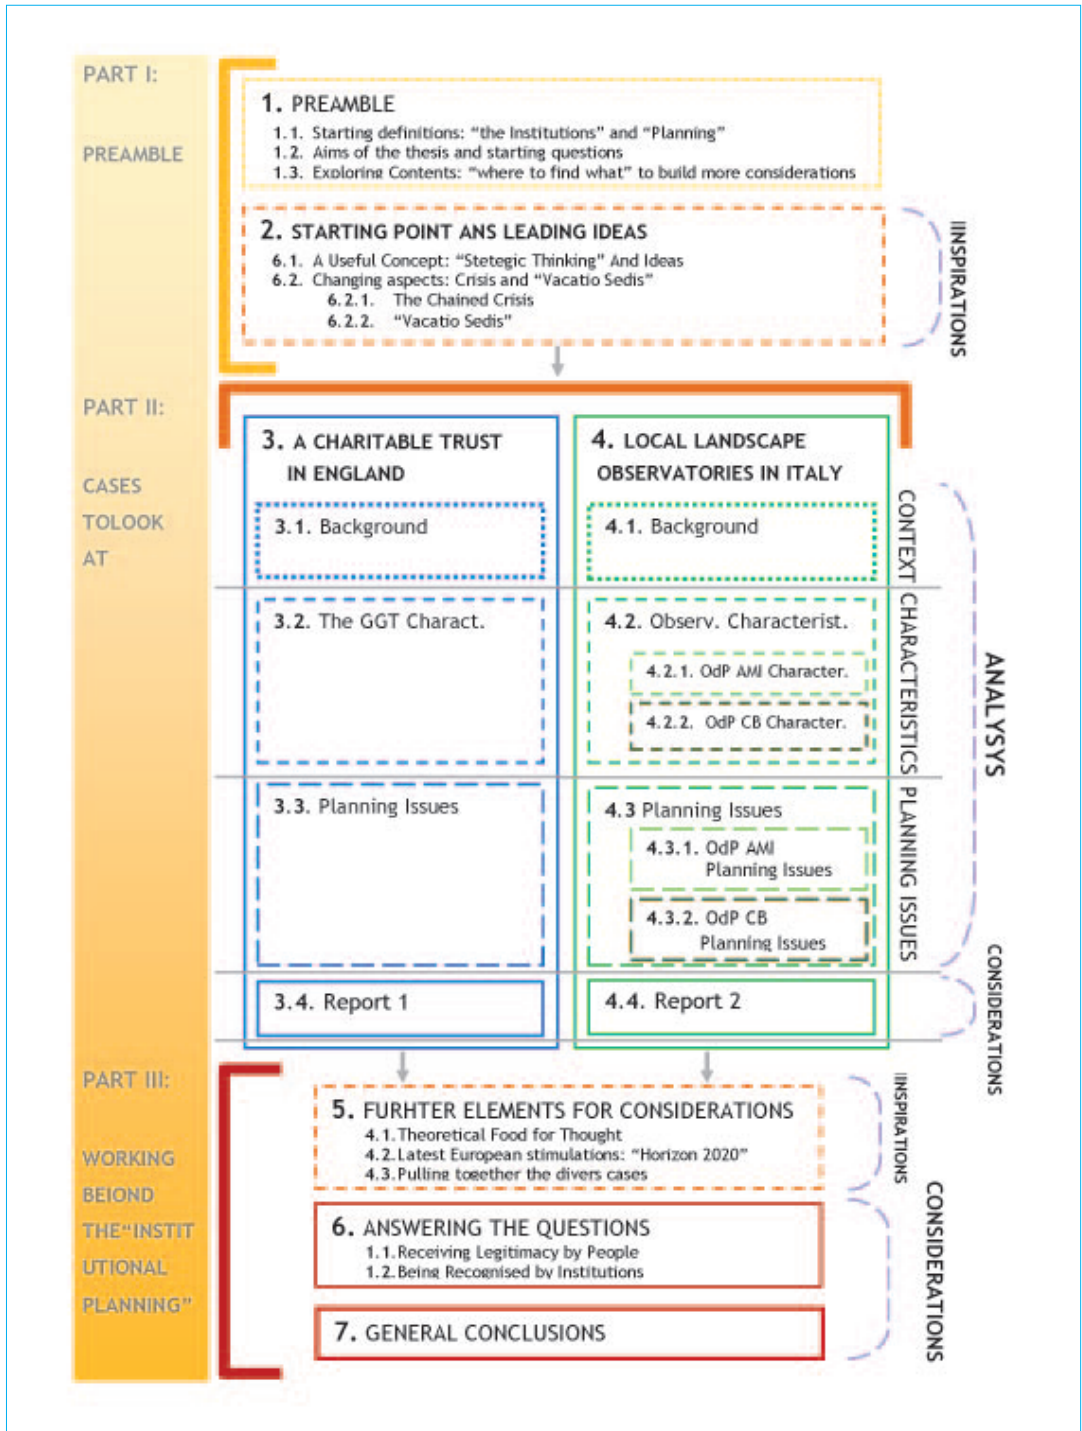 PART I:
PREAMBLE
1. PREAMBLE
1.1. Starting definitions: “the Institutions” and “Planning”
1.2. Aims of the thesis and starting questions
1.3. Exploring Contents: “where to find what” to build more considerations
2. STARTING POINT ANS LEADING IDEAS
6.1. A Useful Concept: “Stetegic Thinking” And Ideas
6.2. Changing aspects: Crisis and “Vacatio Sedis”
6.2.1. The Chained Crisis
6.2.2. “Vacatio Sedis”
IINSPIRATIONS
PART II:
CASES
TOLOOK
AT
3. A CHARITABLE TRUST
IN ENGLAND
3.1. Background
3.2. The GGT Charact.
3.3. Planning Issues
3.4. Report 1
4. LOCAL LANDSCAPE
OBSERVATORIES IN ITALY
4.1. Background
4.2. Observ. Characterist.
4.2.1. OdP AMI Character.
4.2.2. OdP CB Character.
4.3 Planning Issues
4.3.1. OdP AMI
Planning Issues
4.3.2. OdP CB
Planning Issues
4.4. Report 2
CONTEXT
CHARACTERISTICS
PLANNING ISSUES
ANALYSYS
CONSIDERATIONS
PART III:
WORKING
BEIOND
THE“INSTIT
UTIONAL
PLANNING”
5. FURHTER ELEMENTS FOR CONSIDERATIONS
4.1.Theoretical Food for Thought
4.2.Latest European stimulations: “Horizon 2020”
4.3.Pulling together the divers cases
6. ANSWERING THE QUESTIONS
1.1.Receiving Legitimacy by People
1.2.Being Recognised by Institutions
7. GENERAL CONCLUSIONS
INSPIRATIONS
CONSIDERATIONS